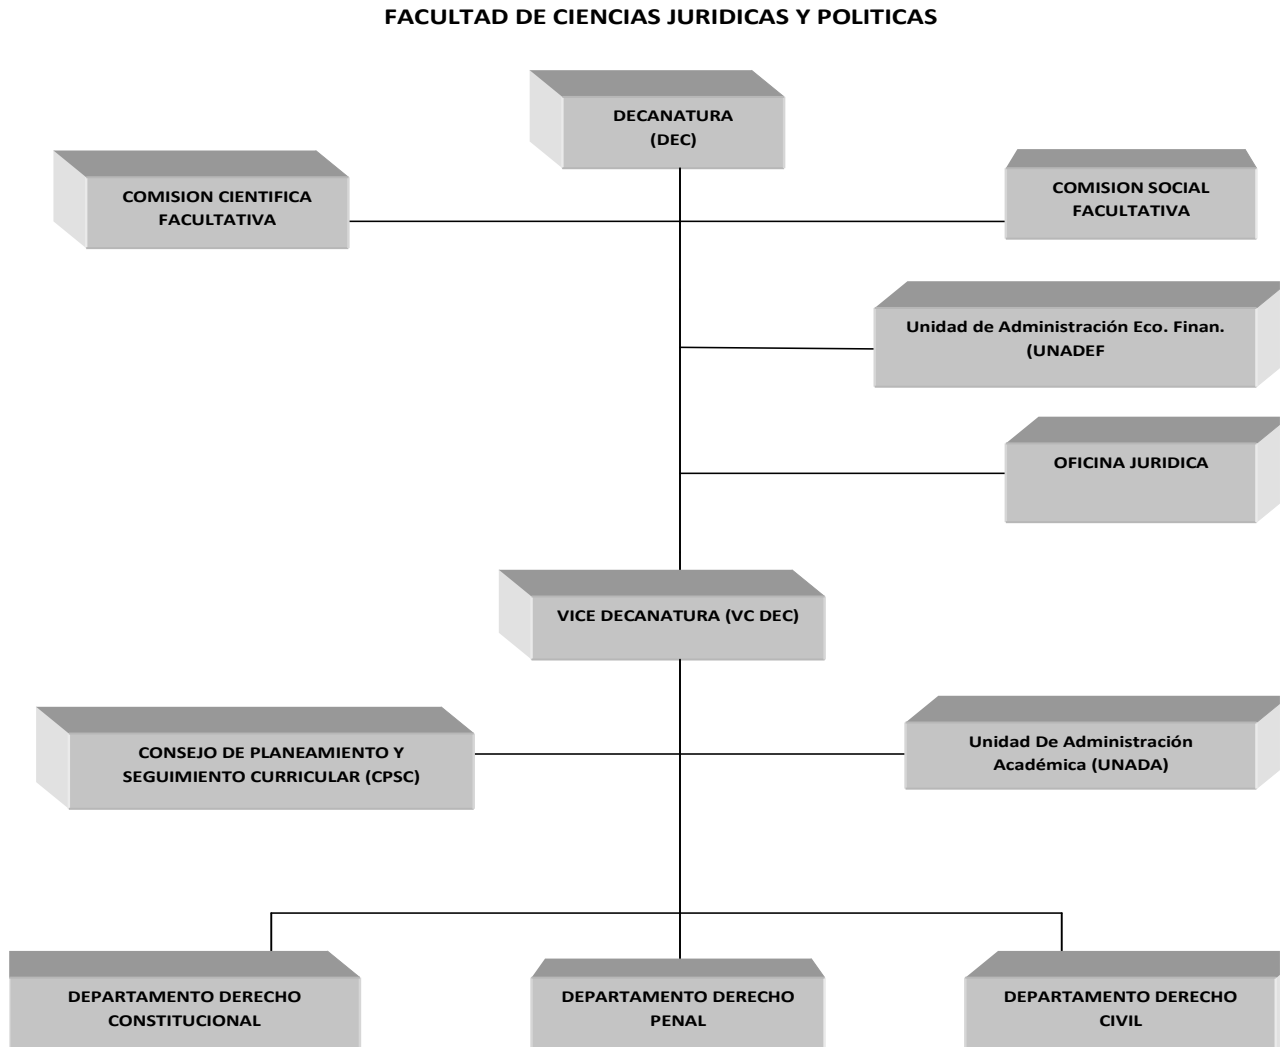 FACULTAD DE CIENCIAS JURIDICAS Y POLITICAS
DECANATURA
(DEC)
COMISION CIENTIFICA
FACULTATIVA
COMISION SOCIAL
FACULTATIVA
Unidad de Administración Eco. Finan.
(UNADEF
OFICINA JURIDICA
VICE DECANATURA (VC DEC)
CONSEJO DE PLANEAMIENTO Y
SEGUIMIENTO CURRICULAR (CPSC)
Unidad De Administración
Académica (UNADA)
DEPARTAMENTO DERECHO
CONSTITUCIONAL
DEPARTAMENTO DERECHO
PENAL
DEPARTAMENTO DERECHO
CIVIL